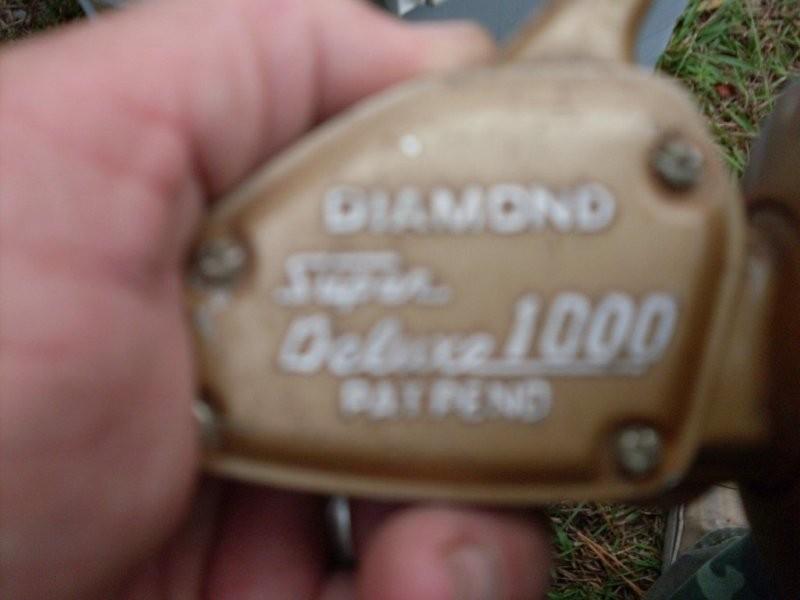 DIAMOND
Super
Deluxe 1000
PAT PEND